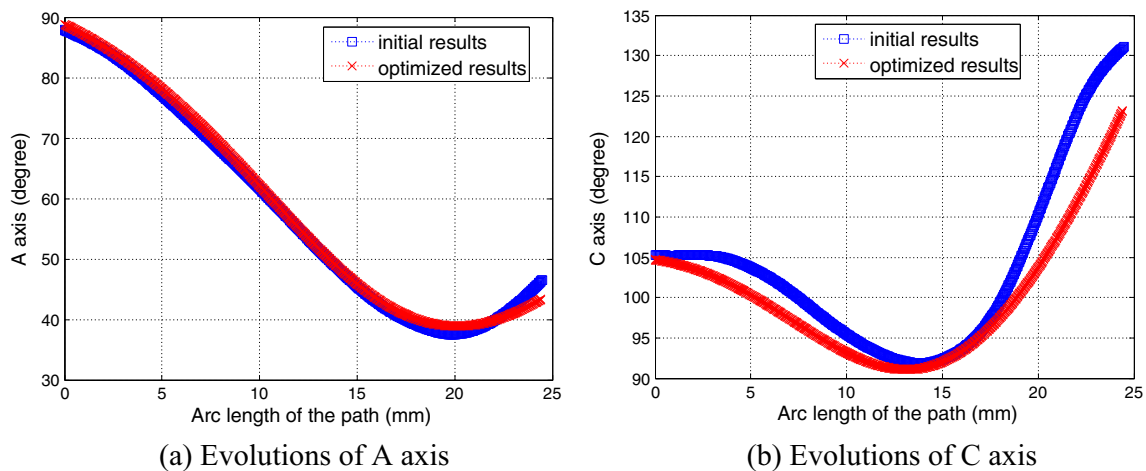 90
80
70
60
50
40
30
A axis (degree)
initial results
optimized results
0 5 10 15 20 25
Arc length of the path (mm)
(a) Evolutions of A axis
135
130
125
120
115
110
105
100
95
90
C axis (degree)
initial results
optimized results
0 5 10 15 20 25
Arc length of the path (mm)
(b) Evolutions of C axis